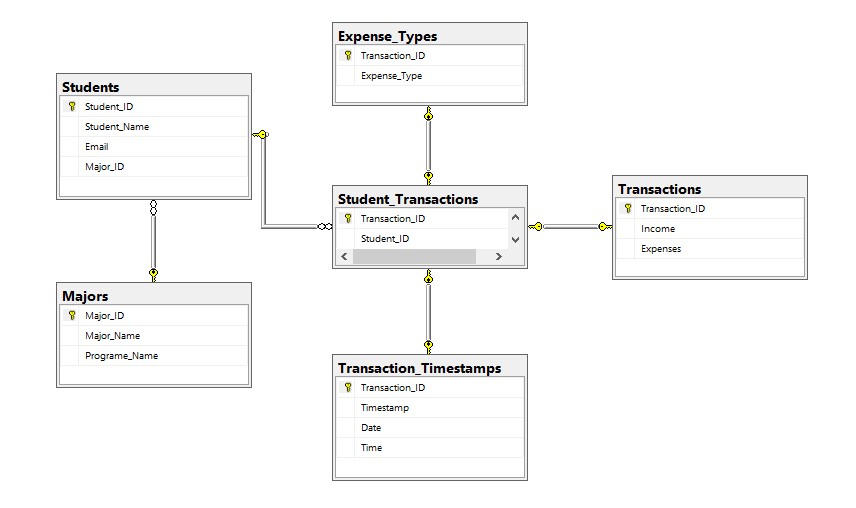 Expense_Types
Transaction_ID
Expense_Type
Students
Student_ID
Student_Name
Email
Major_ID
Student_Transactions
Transaction_ID
Student_ID
Transactions
Transaction_ID
Income
Expenses
Majors
Major_ID
Major_Name
Programe_Name
Transaction_Timestamps
Transaction_ID
Timestamp
Date
Time